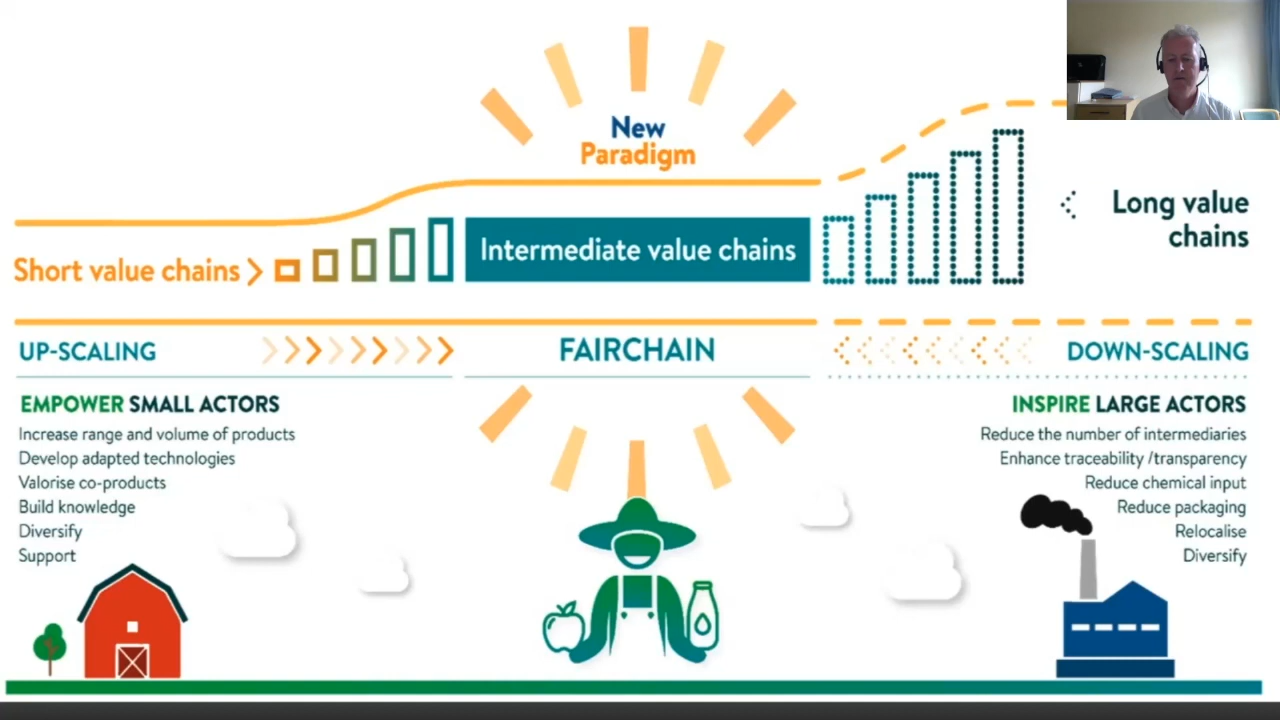 New
Paradigm
Short value chains
Intermediate value chains
Long value
chains
UP-SCALING
FAIRCHAIN
DOWN-SCALING
EMPOWER SMALL ACTORS
Increase range and volume of products
Develop adapted technologies
Valorise co-products
Build knowledge
Diversify
Support
INSPIRE LARGE ACTORS
Reduce the number of intermediaries
Enhance traceability /transparency
Reduce chemical input
Reduce packaging
Relocalise
Diversify